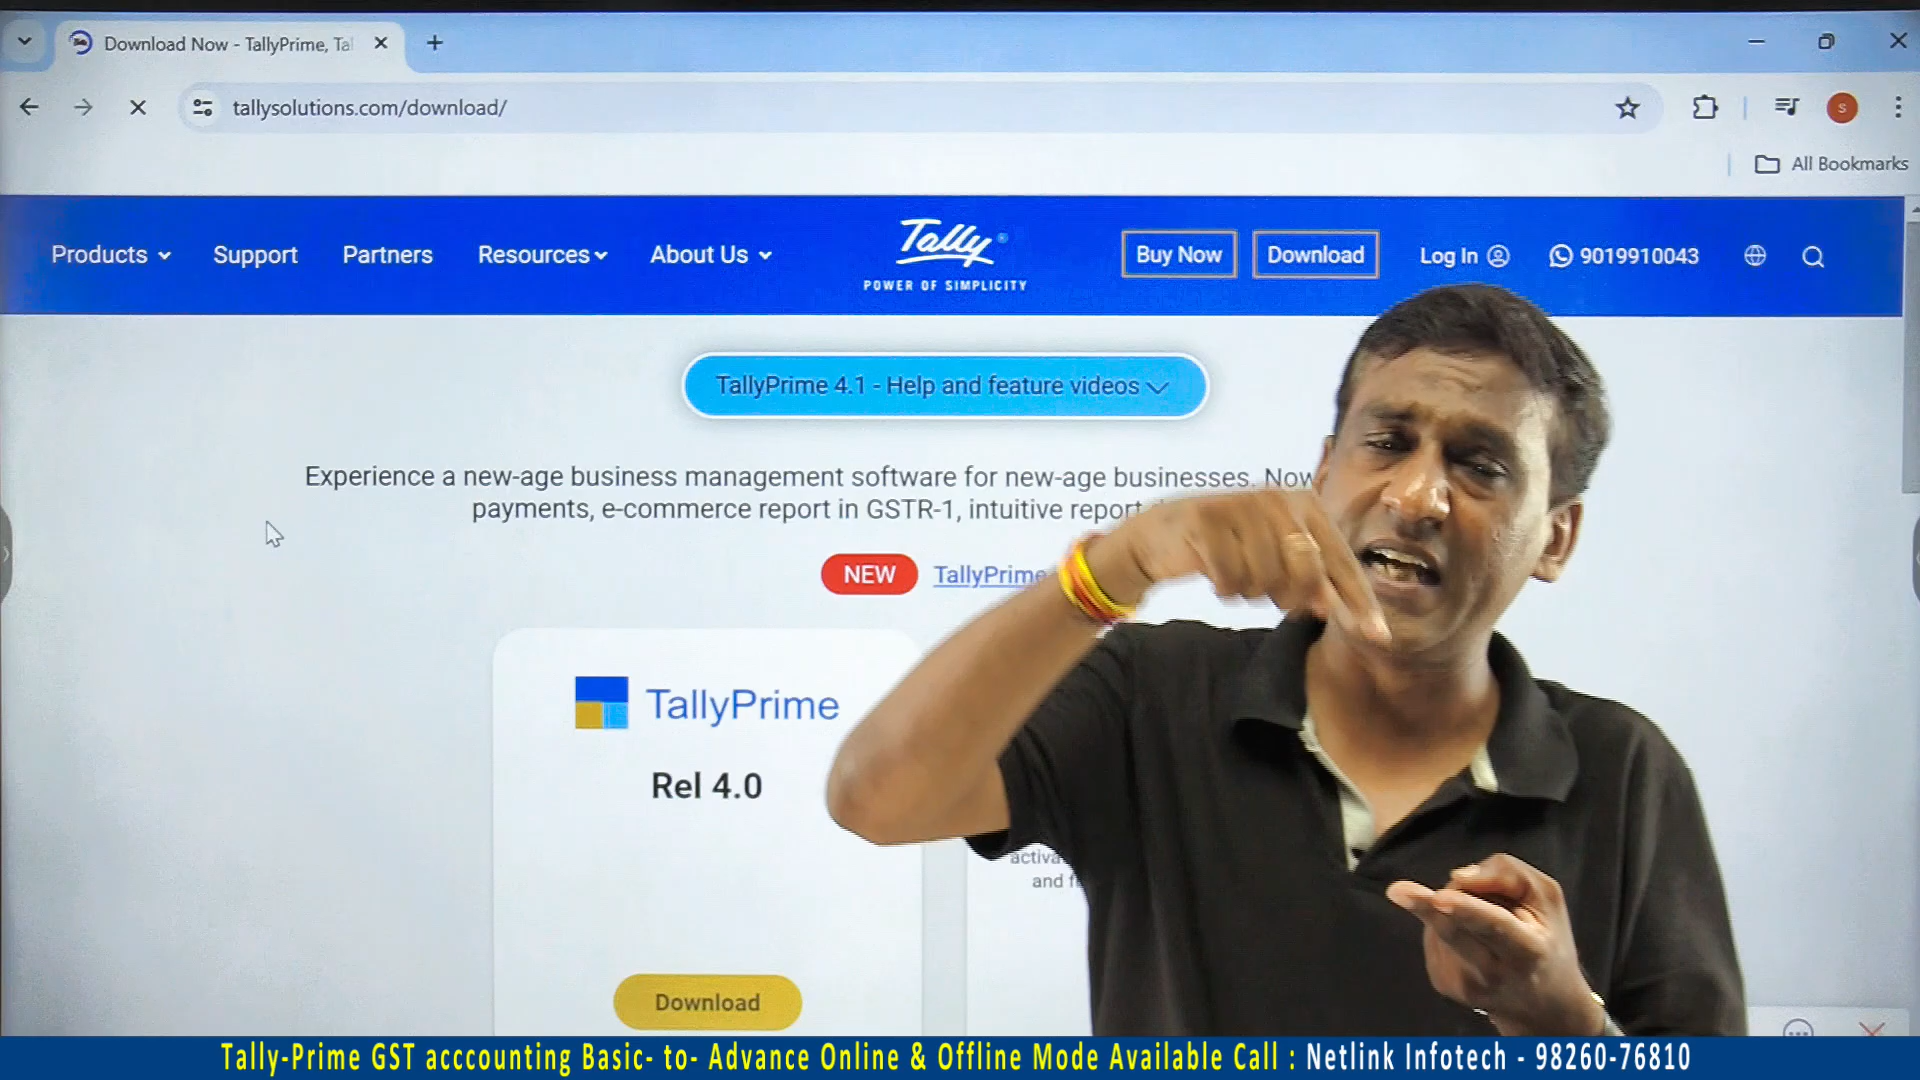 Download Now - TallyPrime, Tal
tallysolutions.com/download/
S
All Bookmarks
Products Support Partners Resources About Us Tally Buy Now Download Log In 9019910043
POWER OF SIMPLICITY
TallyPrime 4.1 - Help and feature videos
Experience a new-age business management software for new-age businesses. Now
payments, e-commerce report in GSTR-1, intuitive report
NEW TallyPrime
TallyPrime
Rel 4.0
activa
and f
Download
Tally-Prime GST acccounting Basic- to- Advance Online & Offline Mode Available Call : Netlink Infotech - 98260-76810